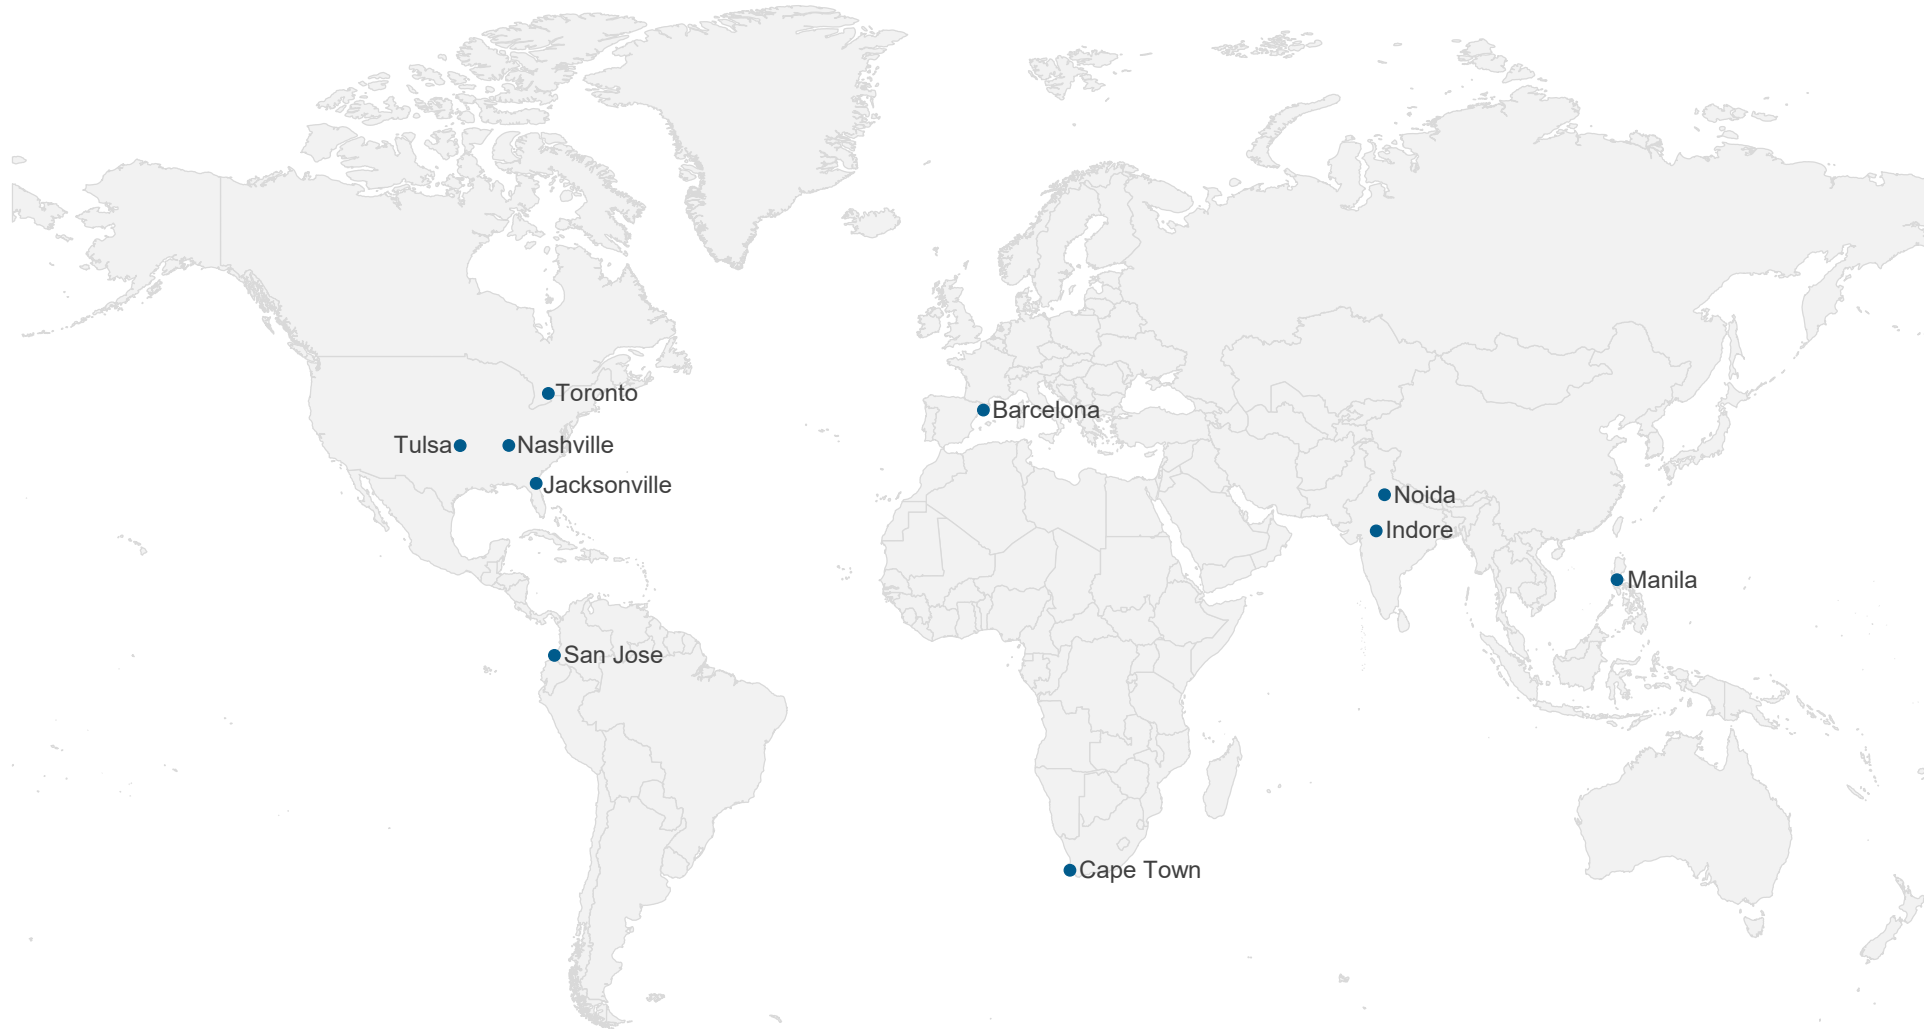 Toronto
Barcelona
Tulsa
Nashville
Jacksonville
Noida
Indore
Manila
San Jose
Cape Town